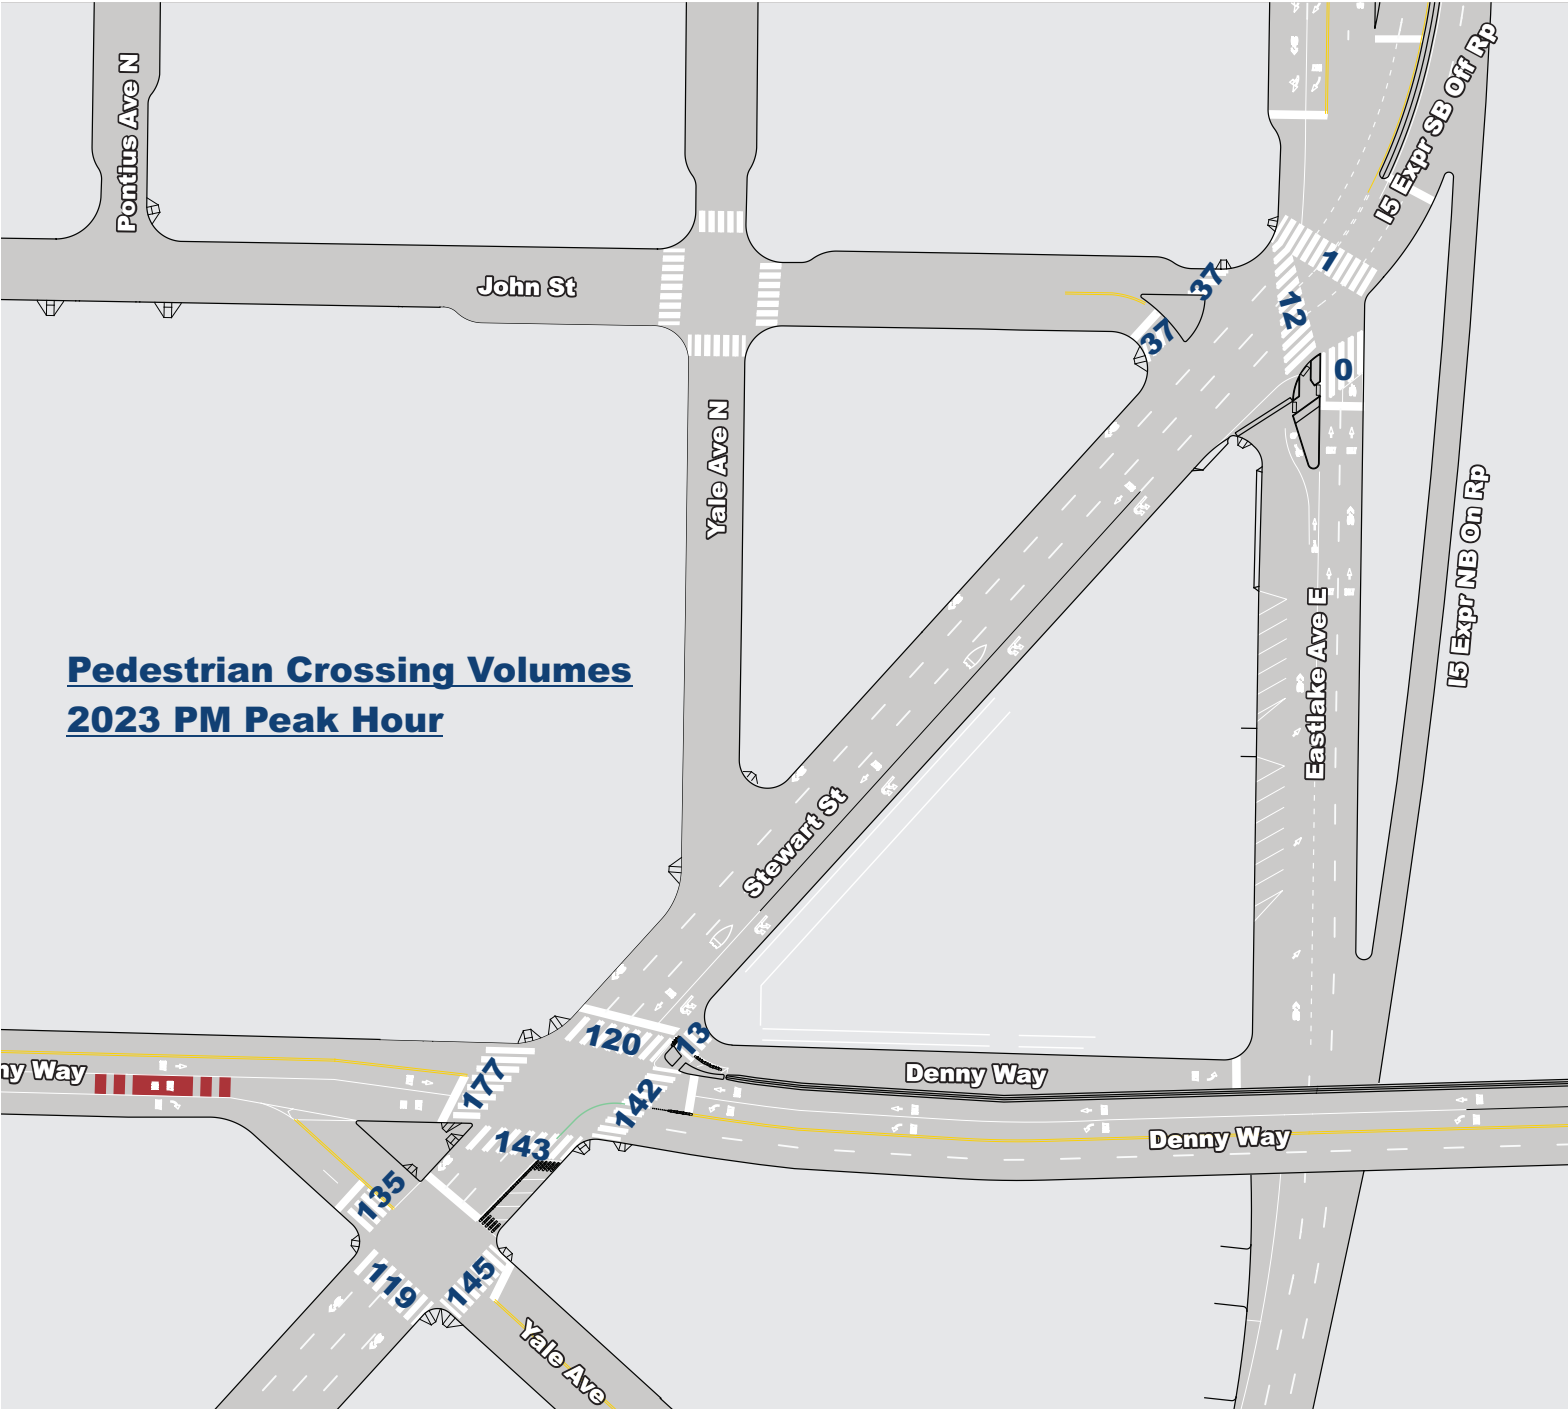 Pontius Ave N
I5 Expr SB Off Rp
1
37
John St
12
37
0
Yale Ave N
I5 Expr NB On Rp
Eastlake Ave E
Pedestrian Crossing Volumes
2023 PM Peak Hour
Stewart St
120
13
ny Way
177
Denny Way
142
143
Denny Way
135
119
145
Yale Ave